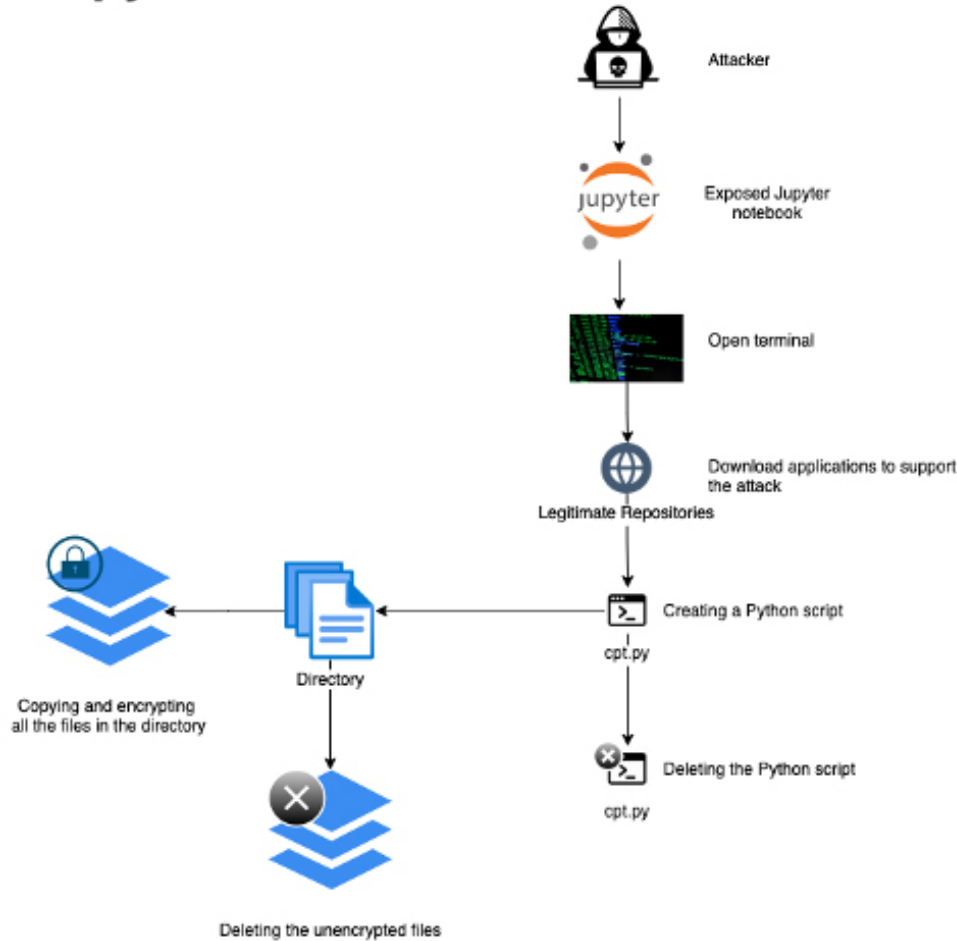 Attacker
jupyter
Exposed Jupyter
notebook
Open terminal
Download applications to support
the attack
Legitimate Repositories
Creating a Python script
cpt.py
Directory
Copying and encrypting
all the files in the directory
Deleting the Python script
cpt.py
Deleting the unencrypted files